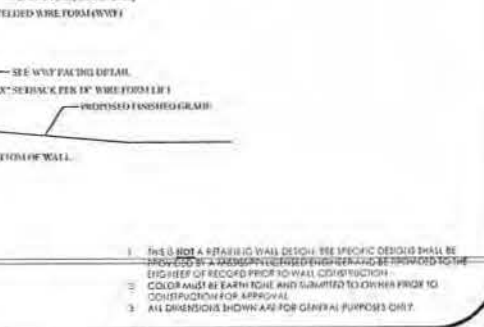 WELDED WIRE FORM (WWF)
SEE WWF FACING DETAIL
X" SETBACK PER 18" WIRE FORM LIFT
PROPOSED FINISHED GRADE
TOM OF WALL
1 THIS IS NOT A RETAINING WALL DESIGN. SITE SPECIFIC DESIGNS SHALL BE
PROVIDED BY A MISSISSIPPI LICENSED ENGINEER AND BE PROVIDED TO THE
ENGINEER OF RECORD PRIOR TO WALL CONSTRUCTION
2 COLOR MUST BE EARTH TONE AND SUBMITTED TO OWNER PRIOR TO
CONSTRUCTION FOR APPROVAL
3 ALL DIMENSIONS SHOWN ARE FOR GENERAL PURPOSES ONLY.